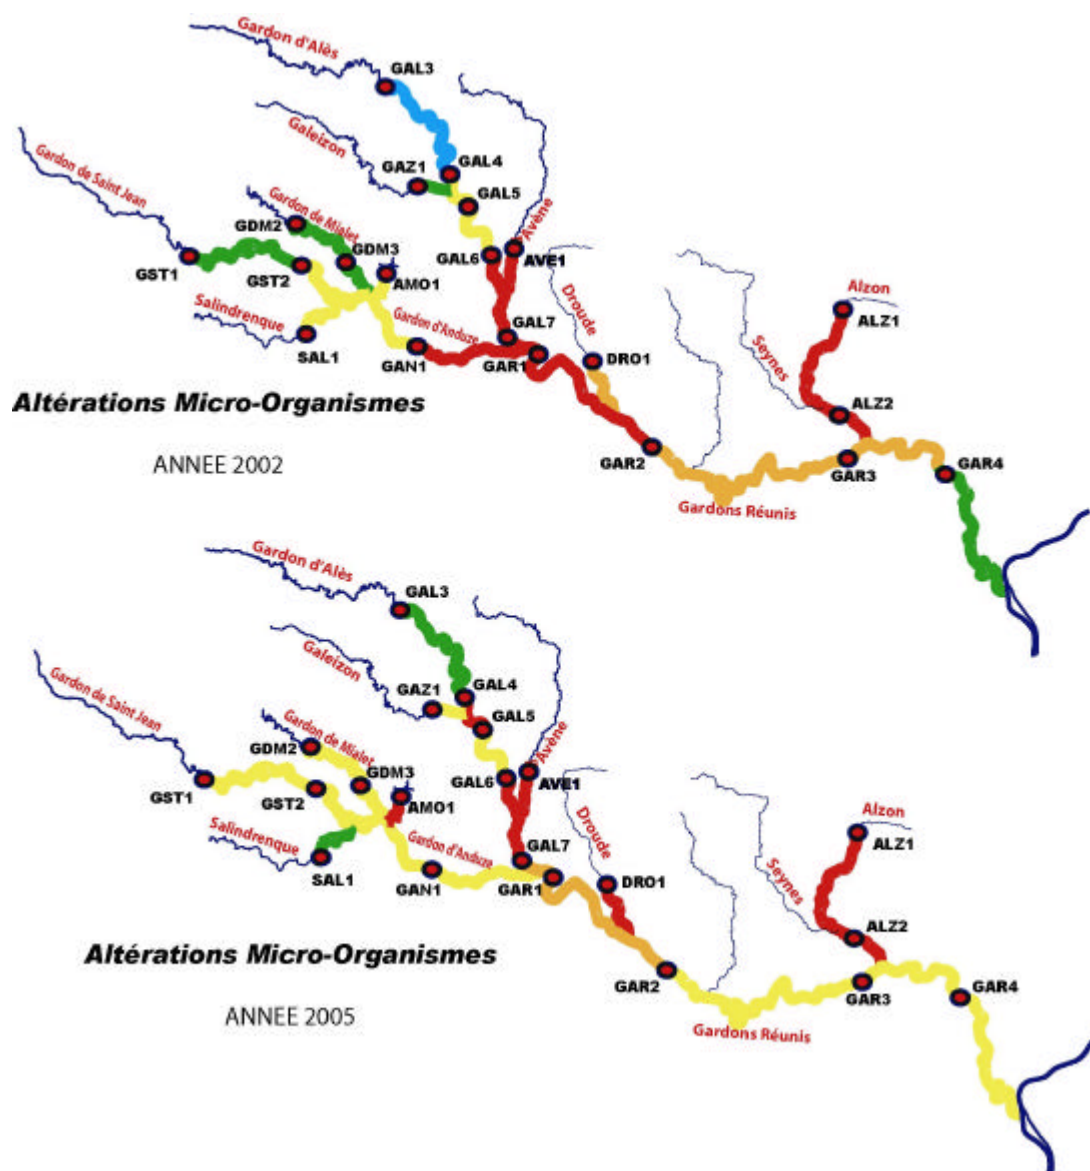 Gardon d'Alès
GAL3
Galeizon
Gardon de Saint Jean
GAZ1
GAL4
GAL5
Gardon de Mialet
GDM2
Avène
GDM3
GAL6
AVE1
GST1
GST2
AMO1
Salindrenque
Droude
Alzon
ALZ1
Gardon d'Anduze
GAL7
Seynes
SAL1
GAN1
GAR1
DRO1
Altérations Micro-Organismes
ALZ2
ANNEE 2002
GAR2
GAR3
GAR4
Gardons Réunis
Gardon d'Alès
GAL3
Galeizon
Gardon de Saint Jean
GAZ1
GAL4
GAL5
Gardon de Mialet
GDM2
Avène
GDM3
GAL6
AVE1
GST1
GST2
AMO1
Salindrenque
Droude
Alzon
ALZ1
Gardon d'Anduze
GAL7
Seynes
SAL1
GAN1
GAR1
DRO1
Altérations Micro-Organismes
ALZ2
ANNEE 2005
GAR2
GAR3
GAR4
Gardons Réunis